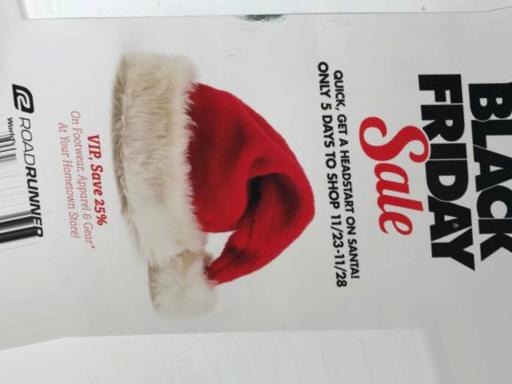 BLACK
FRIDAY
Sale
QUICK, GET A HEADSTART ON SANTA!
ONLY 5 DAYS TO SHOP 11/23-11/28
VIP, Save 25%
On Footwear, Apparel & Gear*
At Your Hometown Store!
ROADRUNNER